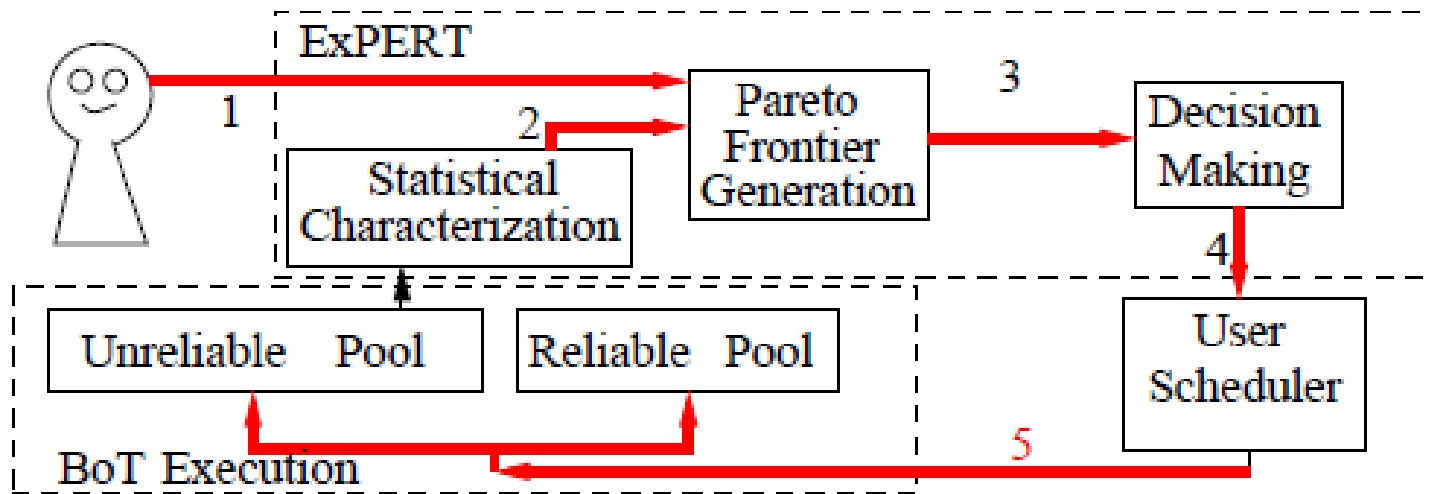 ExPERT
1
2
3
Pareto
Frontier
Generation
Decision
Making
Statistical
Characterization
4
Unreliable Pool
Reliable Pool
User
Scheduler
5
BoT Execution